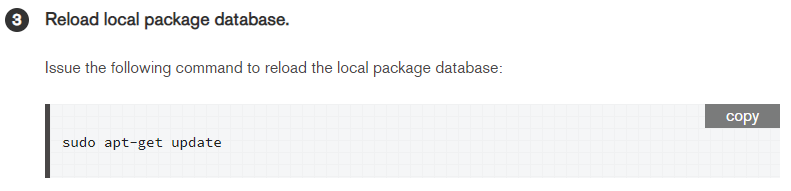 3 Reload local package database.
Issue the following command to reload the local package database:
copy
sudo apt-get update